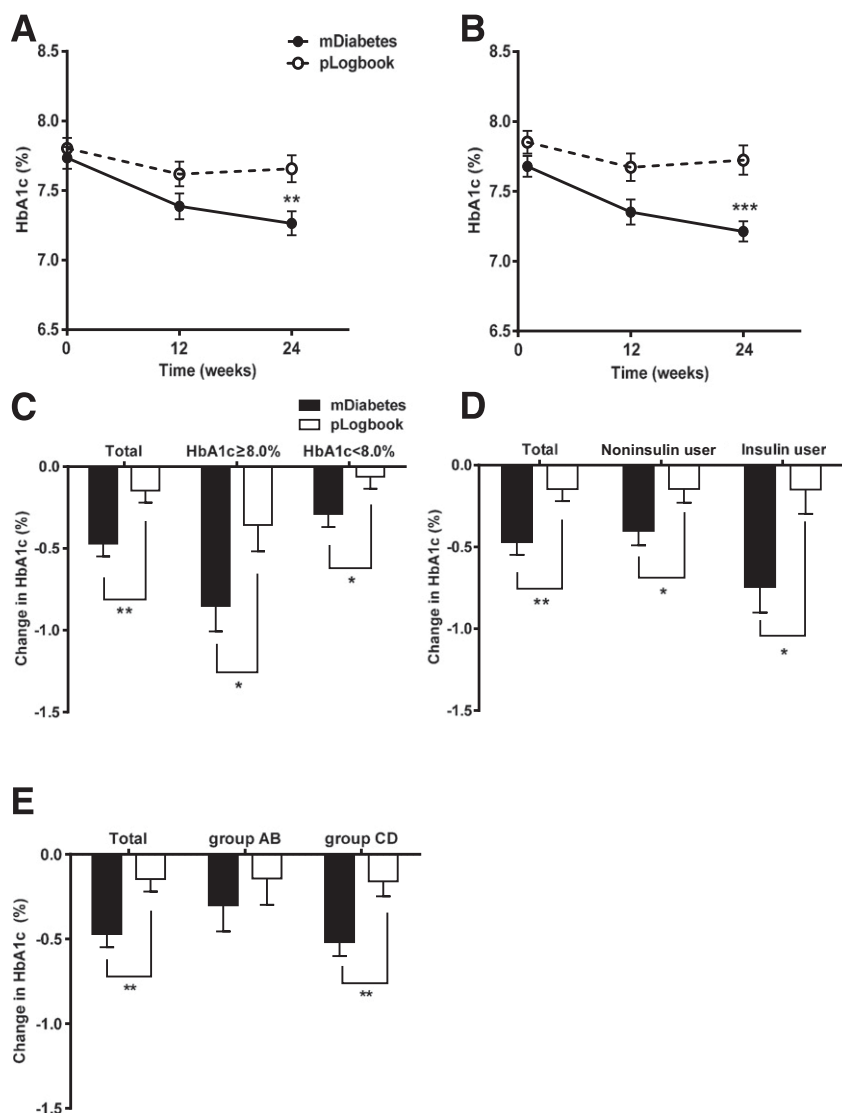 A
mDiabetes
pLogbook
8.5
8.0
7.5
7.0
6.5
HbA1c (%)
**
0
12
24
Time (weeks)
B
8.5
8.0
7.5
7.0
6.5
HbA1c (%)
***
0
12
24
Time (weeks)
C
mDiabetes
pLogbook
Total
HbA1c≥8.0%
HbA1c<8.0%
0.0
-0.5
-1.0
-1.5
Change in HbA1c (%)
**
*
*
D
Total
Noninsulin user
Insulin user
0.0
-0.5
-1.0
-1.5
Change in HbA1c (%)
**
*
*
E
Total
group AB
group CD
0.0
-0.5
-1.0
-1.5
Change in HbA1c (%)
**
**